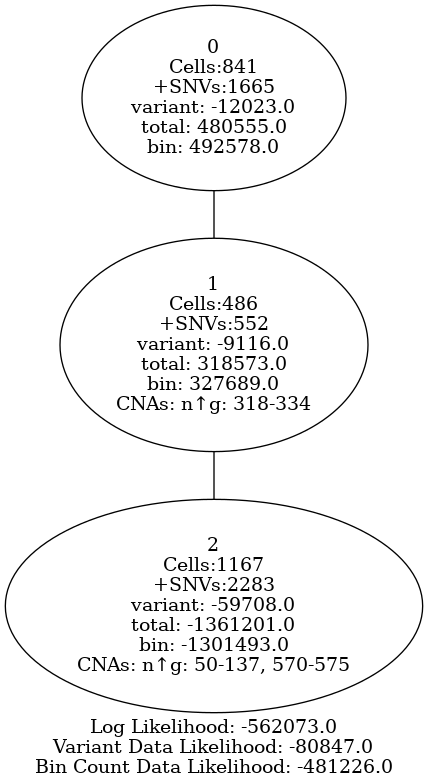 0
Cells:841
+SNVs:1665
variant: -12023.0
total: 480555.0
bin: 492578.0
1
Cells:486
+SNVs:552
variant: -9116.0
total: 318573.0
bin: 327689.0
CNAs: n↑g: 318-334
2
Cells:1167
+SNVs:2283
variant: -59708.0
total: -1361201.0
bin: -1301493.0
CNAs: n↑g: 50-137, 570-575
Log Likelihood: -562073.0
Variant Data Likelihood: -80847.0
Bin Count Data Likelihood: -481226.0